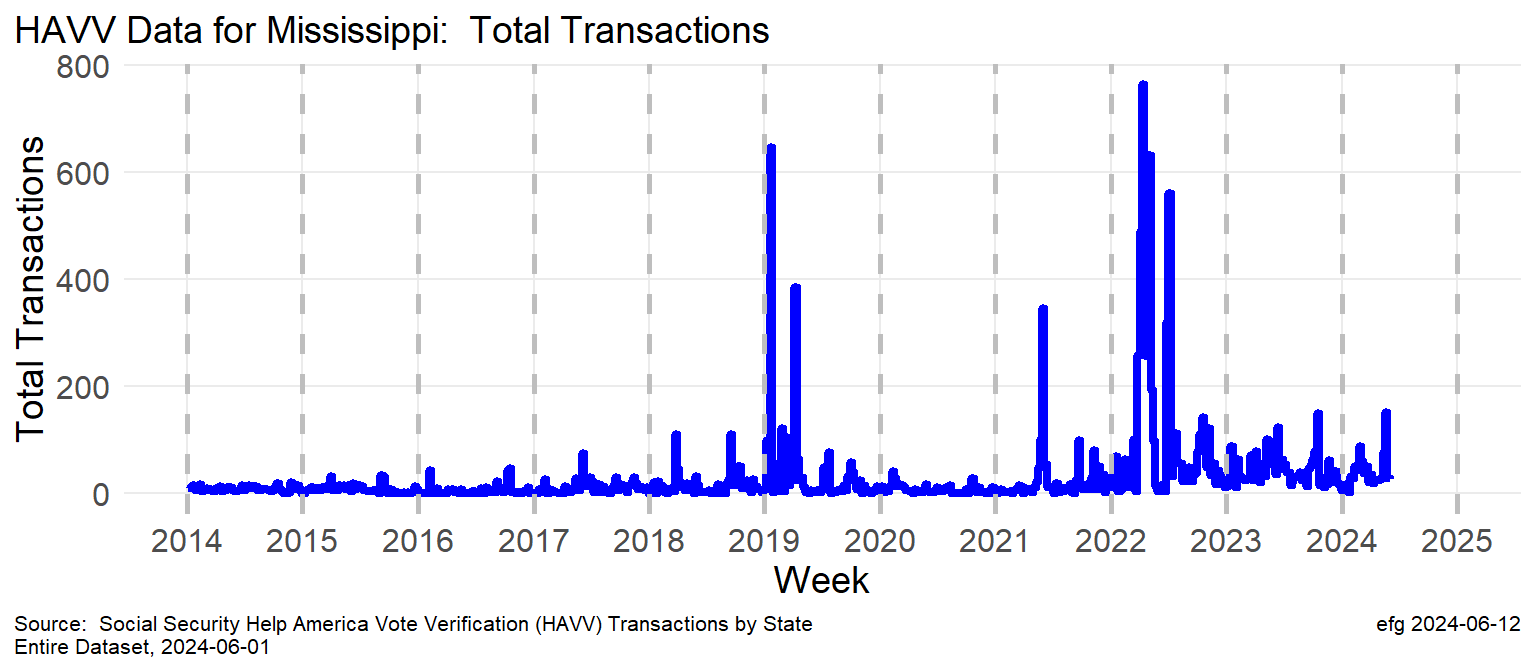 HAVV Data for Mississippi:  Total Transactions
Total Transactions
800
600
400
200
0
2014 2015 2016 2017 2018 2019 2020 2021 2022 2023 2024 2025
Week
Source:  Social Security Help America Vote Verification (HAVV) Transactions by State
Entire Dataset, 2024-06-01
efg 2024-06-12